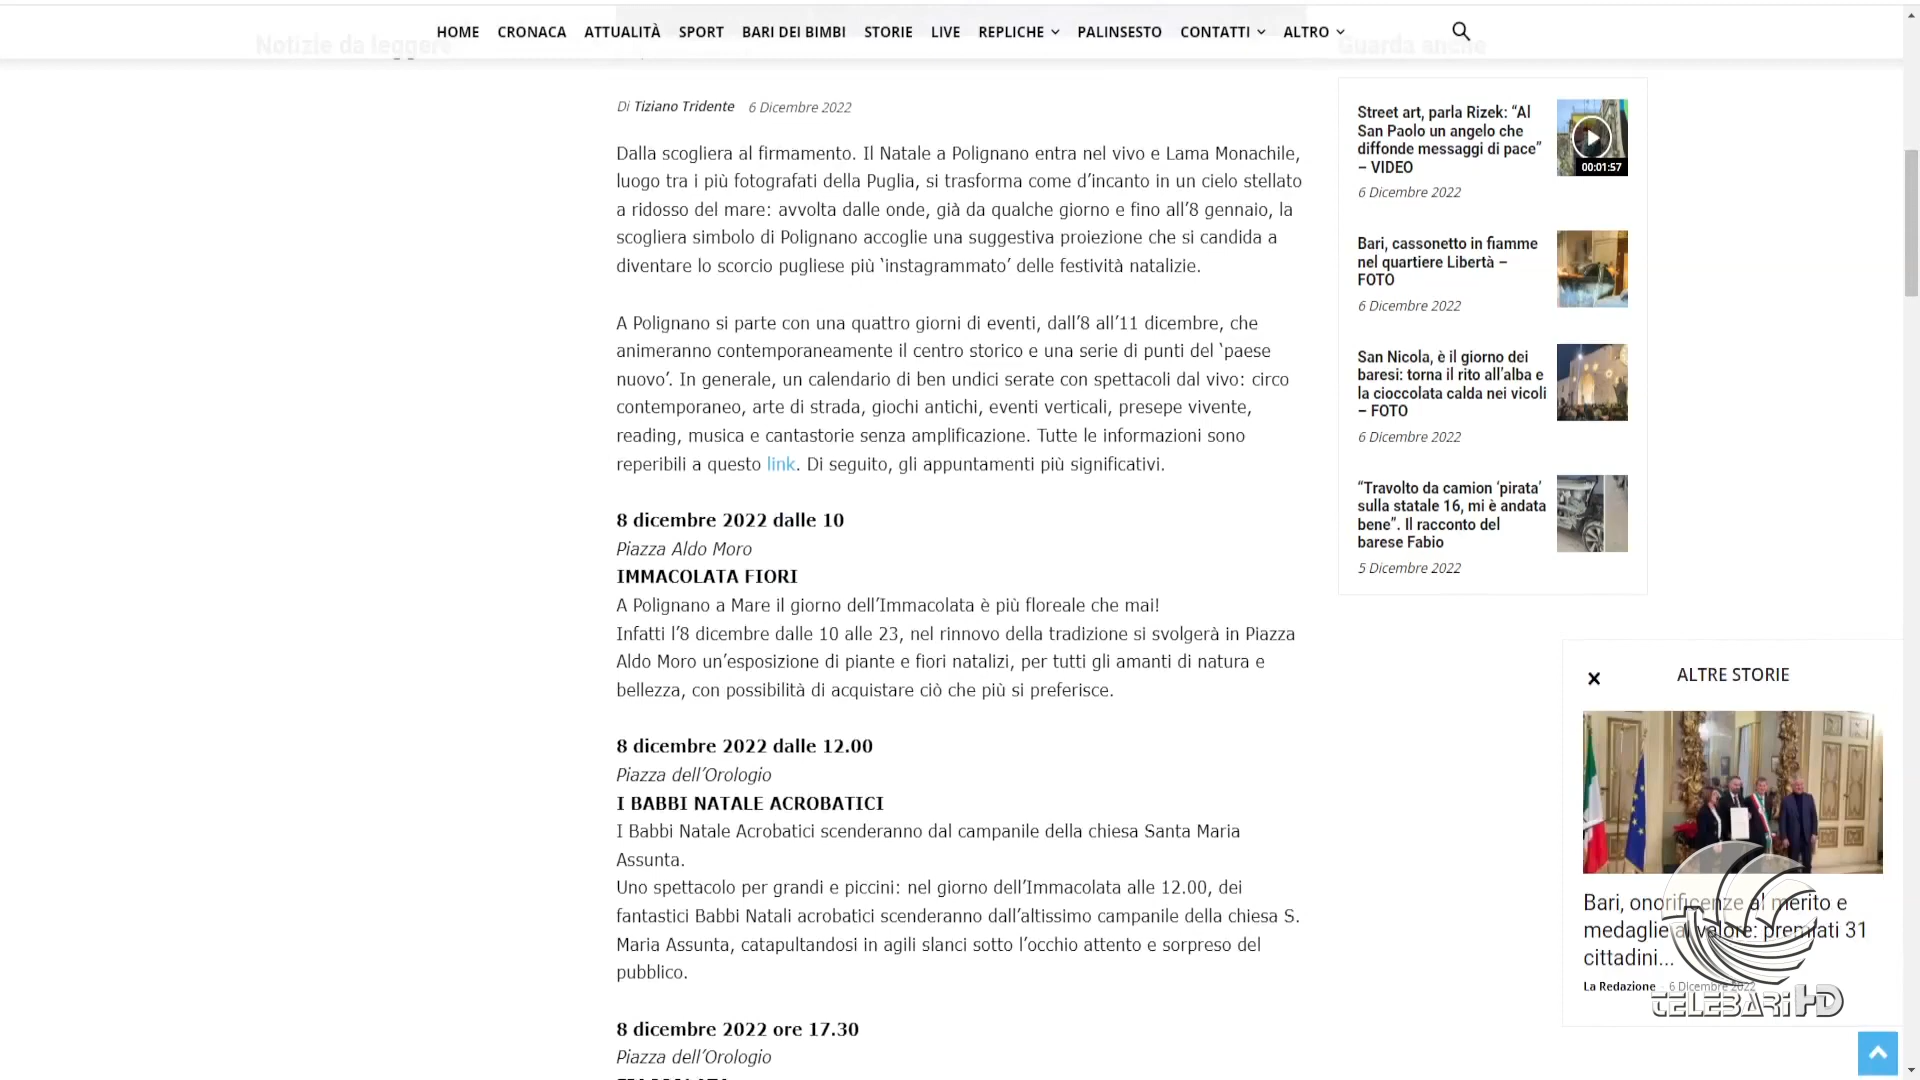 HOME CRONACA ATTUALITÀ SPORT BARI DEI BIMBI STORIE LIVE REPLICHE PALINSESTO CONTATTI ALTRO
Notizie da leggere
Guarda anche
Di Tiziano Tridente 6 Dicembre 2022
Dalla scogliera al firmamento. Il Natale a Polignano entra nel vivo e Lama Monachile,
luogo tra i più fotografati della Puglia, si trasforma come d’incanto in un cielo stellato
a ridosso del mare: avvolta dalle onde, già da qualche giorno e fino all’8 gennaio, la
scogliera simbolo di Polignano accoglie una suggestiva proiezione che si candida a
diventare lo scorcio pugliese più ‘instagrammato’ delle festività natalizie.
A Polignano si parte con una quattro giorni di eventi, dall’8 all’11 dicembre, che
animeranno contemporaneamente il centro storico e una serie di punti del ‘paese
nuovo’. In generale, un calendario di ben undici serate con spettacoli dal vivo: circo
contemporaneo, arte di strada, giochi antichi, eventi verticali, presepe vivente,
reading, musica e cantastorie senza amplificazione. Tutte le informazioni sono
reperibili a questo link. Di seguito, gli appuntamenti più significativi.
8 dicembre 2022 dalle 10
Piazza Aldo Moro
IMMACOLATA FIORI
A Polignano a Mare il giorno dell’Immacolata è più floreale che mai!
Infatti l’8 dicembre dalle 10 alle 23, nel rinnovo della tradizione si svolgerà in Piazza
Aldo Moro un’esposizione di piante e fiori natalizi, per tutti gli amanti di natura e
bellezza, con possibilità di acquistare ciò che più si preferisce.
8 dicembre 2022 dalle 12.00
Piazza dell’Orologio
I BABBI NATALE ACROBATICI
I Babbi Natale Acrobatici scenderanno dal campanile della chiesa Santa Maria
Assunta.
Uno spettacolo per grandi e piccini: nel giorno dell’Immacolata alle 12.00, dei
fantastici Babbi Natali acrobatici scenderanno dall’altissimo campanile della chiesa S.
Maria Assunta, catapultandosi in agili slanci sotto l’occhio attento e sorpreso del
pubblico.
8 dicembre 2022 ore 17.30
Piazza dell’Orologio
Street art, parla Rizek: “Al
San Paolo un angelo che
diffonde messaggi di pace”
– VIDEO
00:01:57
6 Dicembre 2022
Bari, cassonetto in fiamme
nel quartiere Libertà –
FOTO
6 Dicembre 2022
San Nicola, è il giorno dei
baresi: torna il rito all’alba e
la cioccolata calda nei vicoli
– FOTO
6 Dicembre 2022
“Travolto da camion ‘pirata’
sulla statale 16, mi è andata
bene”. Il racconto del
barese Fabio
5 Dicembre 2022
ALTRE STORIE
Bari, onorificenze al merito e
medaglie al valore: premiati 31
cittadini...
La Redazione - 6 Dicembre 2022
TELEBARI HD